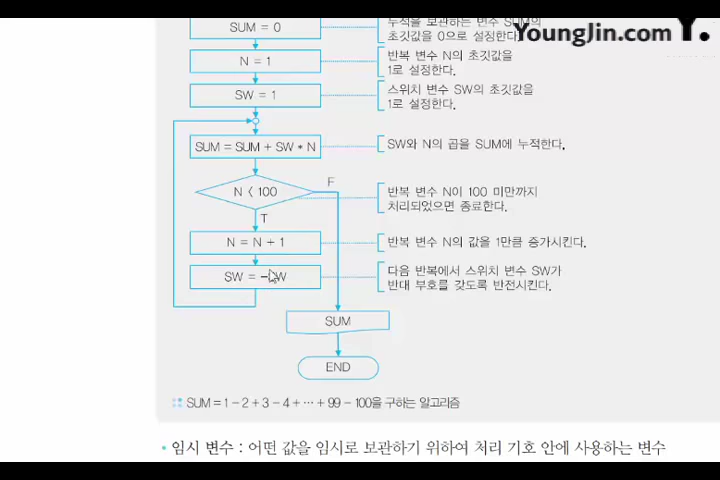 SUM = 0
누적을 보관하는 변수 SUM의
초깃값을 0으로 설정한다.
YoungJin.com Y.
N = 1
반복 변수 N의 초깃값을
1로 설정한다.
SW = 1
스위치 변수 SW의 초깃값을
1로 설정한다.
SUM = SUM + SW * N
SW와 N의 곱을 SUM에 누적한다.
F
N < 100
반복 변수 N이 100 미만까지
처리되었으면 종료한다.
T
N = N + 1
반복 변수 N의 값을 1만큼 증가시킨다.
SW = -SW
다음 반복에서 스위치 변수 SW가
반대 부호를 갖도록 반전시킨다.
SUM
END
SUM = 1 - 2 + 3 - 4 + … + 99 - 100을 구하는 알고리즘
• 임시 변수 : 어떤 값을 임시로 보관하기 위하여 처리 기호 안에 사용하는 변수